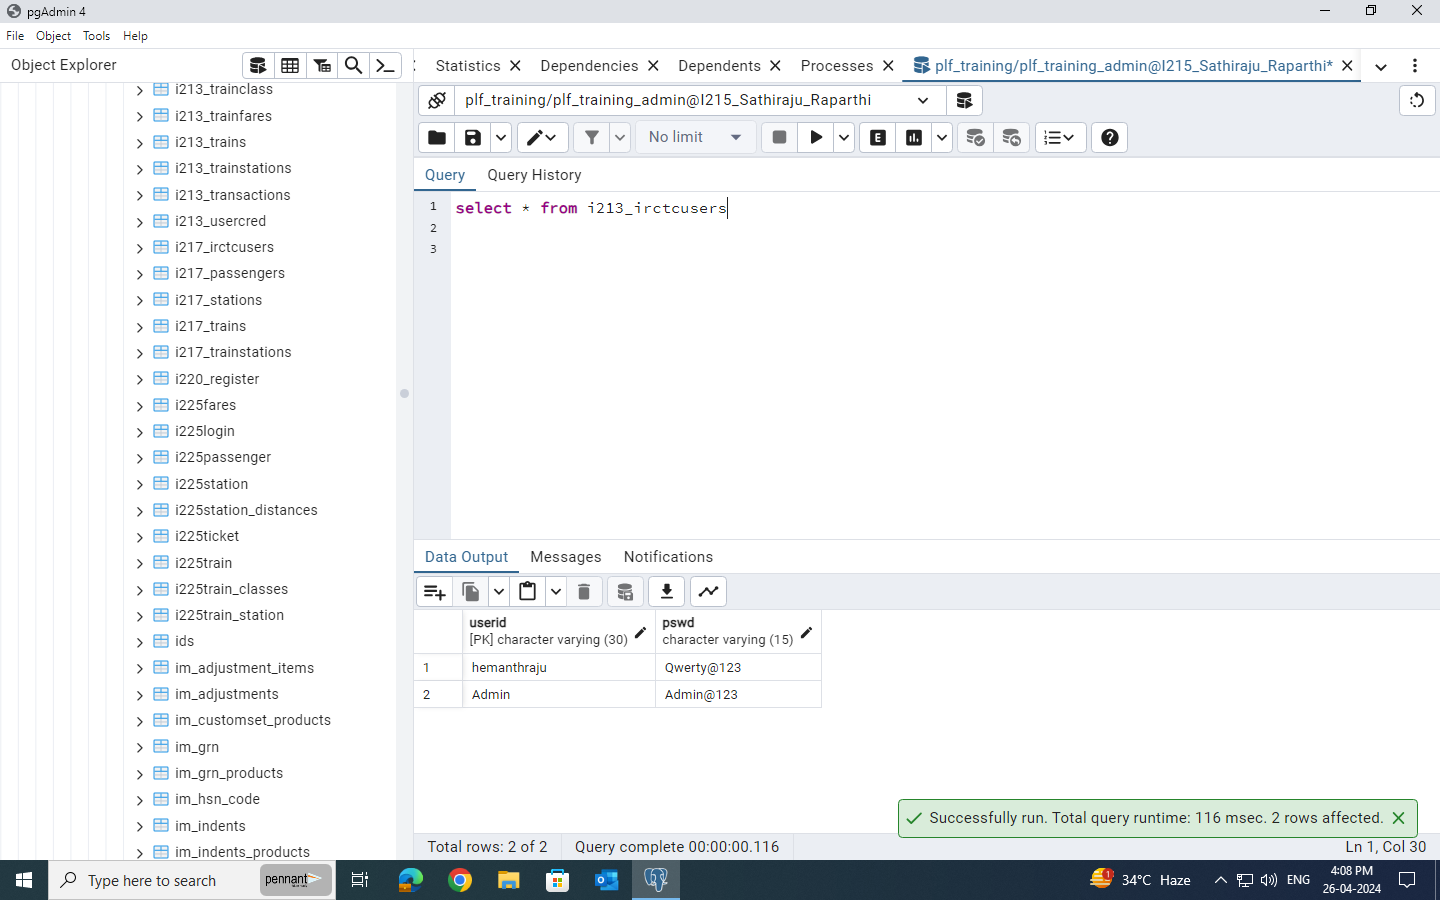 pgAdmin 4
File Object Tools Help
Object Explorer
Statistics Dependencies Dependents Processes plf_training/plf_training_admin@I215_Sathiraju_Raparthi*
plf_training/plf_training_admin@I215_Sathiraju_Raparthi
No limit
E
Query Query History
1 select * from i213_irctcusers
2
3
i213_trainclass
i213_trainfares
i213_trains
i213_trainstations
i213_transactions
i213_usercred
i217_irctcusers
i217_passengers
i217_stations
i217_trains
i217_trainstations
i220_register
i225fares
i225login
i225passenger
i225station
i225station_distances
i225ticket
i225train
i225train_classes
i225train_station
ids
im_adjustment_items
im_adjustments
im_customset_products
im_grn
im_grn_products
im_hsn_code
im_indents
im_indents_products
Data Output Messages Notifications
userid pswd
[PK] character varying (30) character varying (15)
1 hemanthraju Qwerty@123
2 Admin Admin@123
Successfully run. Total query runtime: 116 msec. 2 rows affected.
Total rows: 2 of 2 Query complete 00:00:00.116 Ln 1, Col 30
Type here to search pennant 1 34°C Haze ENG 4:08 PM
26-04-2024